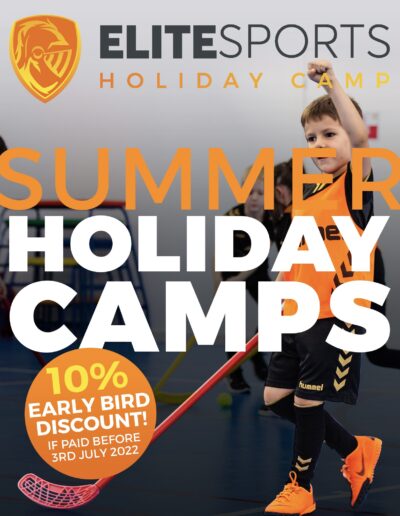 ELITESPORTS
HOLIDAY CAMP
SUMMER
HOLIDAY
CAMPS
10%
EARLY BIRD
DISCOUNT!
IF PAID BEFORE
3RD JULY 2022
hummel